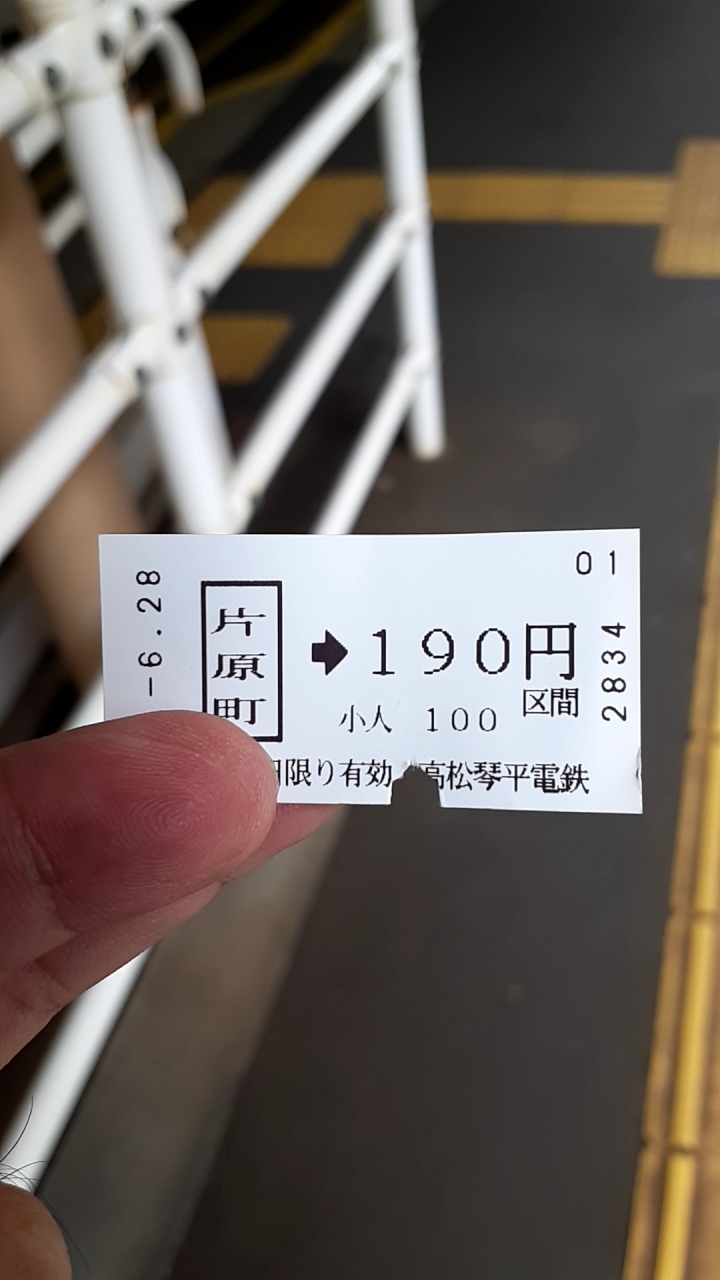 01
-6.28
片原町
➡190円
区間
小人 100
2834
限り有効 高松琴平電鉄